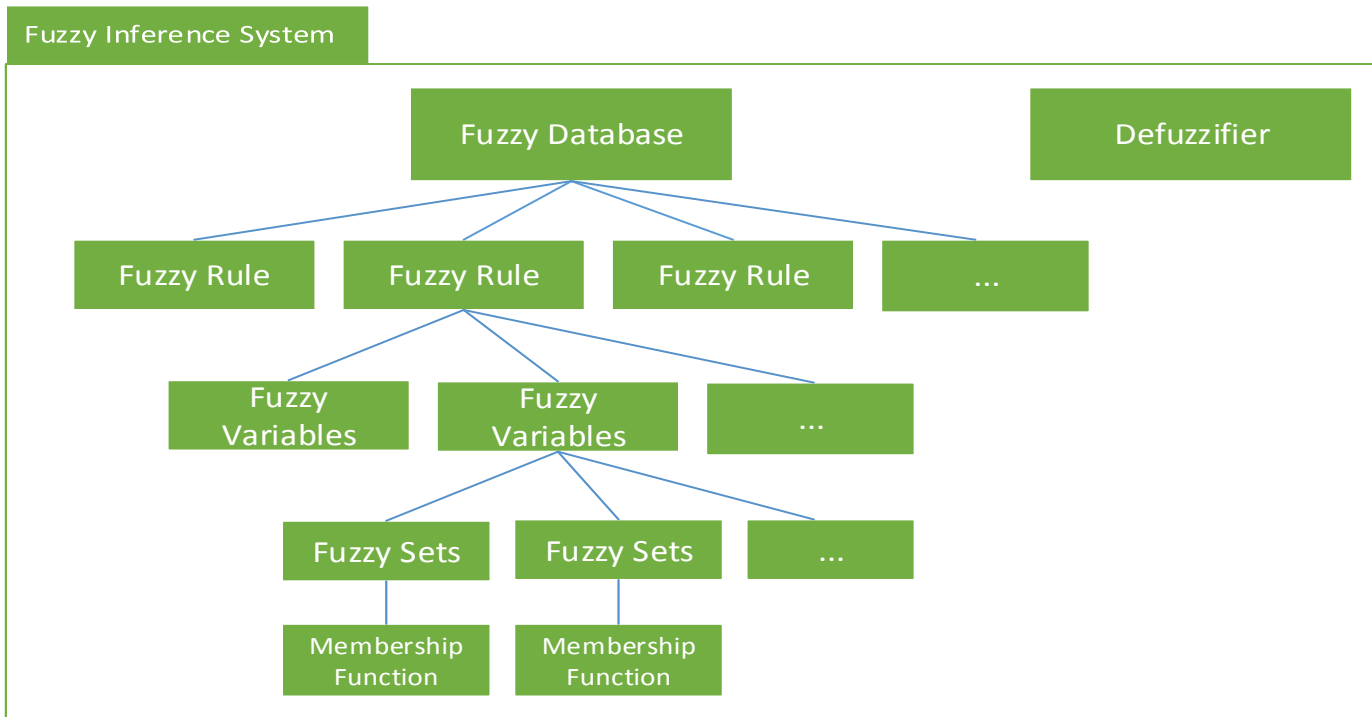 Fuzzy Inference System
Fuzzy Database
Defuzzifier
Fuzzy Rule
Fuzzy Rule
Fuzzy Rule
...
Fuzzy
Variables
Fuzzy
Variables
...
Fuzzy Sets
Fuzzy Sets
...
Membership
Function
Membership
Function